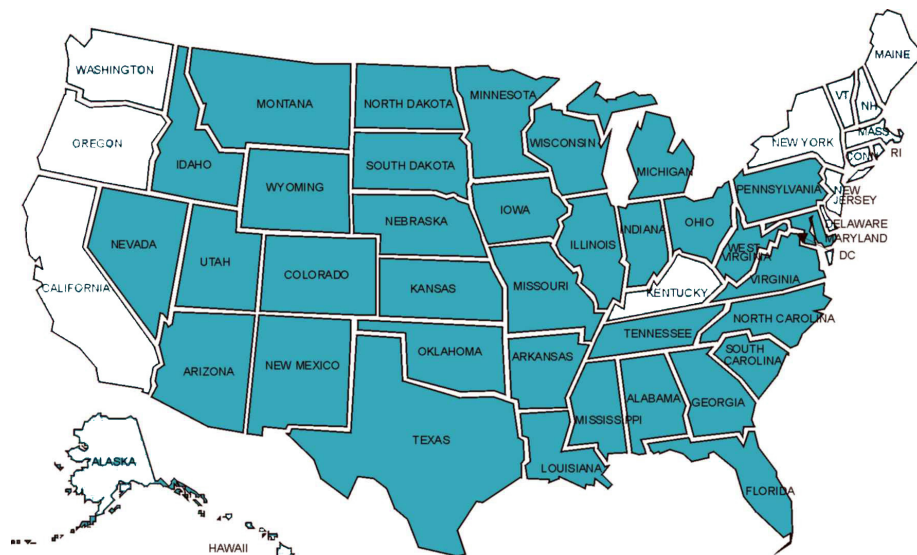 WASHINGTON
MAINE
MONTANA
NORTH DAKOTA
MINNESOTA
VT
NH
OREGON
IDAHO
WISCONSIN
NEW YORK
MASS
SOUTH DAKOTA
MICHIGAN
CONN
RI
WYOMING
PENNSYLVANIA
NEW
JERSEY
IOWA
NEBRASKA
OHIO
DELAWARE
NEVADA
ILLINOIS
INDIANA
WEST
VIRGINIA
MARYLAND
UTAH
COLORADO
DC
CALIFORNIA
KANSAS
MISSOURI
KENTUCKY
VIRGINIA
NORTH CAROLINA
TENNESSEE
ARIZONA
NEW MEXICO
OKLAHOMA
ARKANSAS
SOUTH
CAROLINA
ALABAMA
GEORGIA
TEXAS
MISSISSIPPI
ALASKA
LOUISIANA
FLORIDA
HAWAII